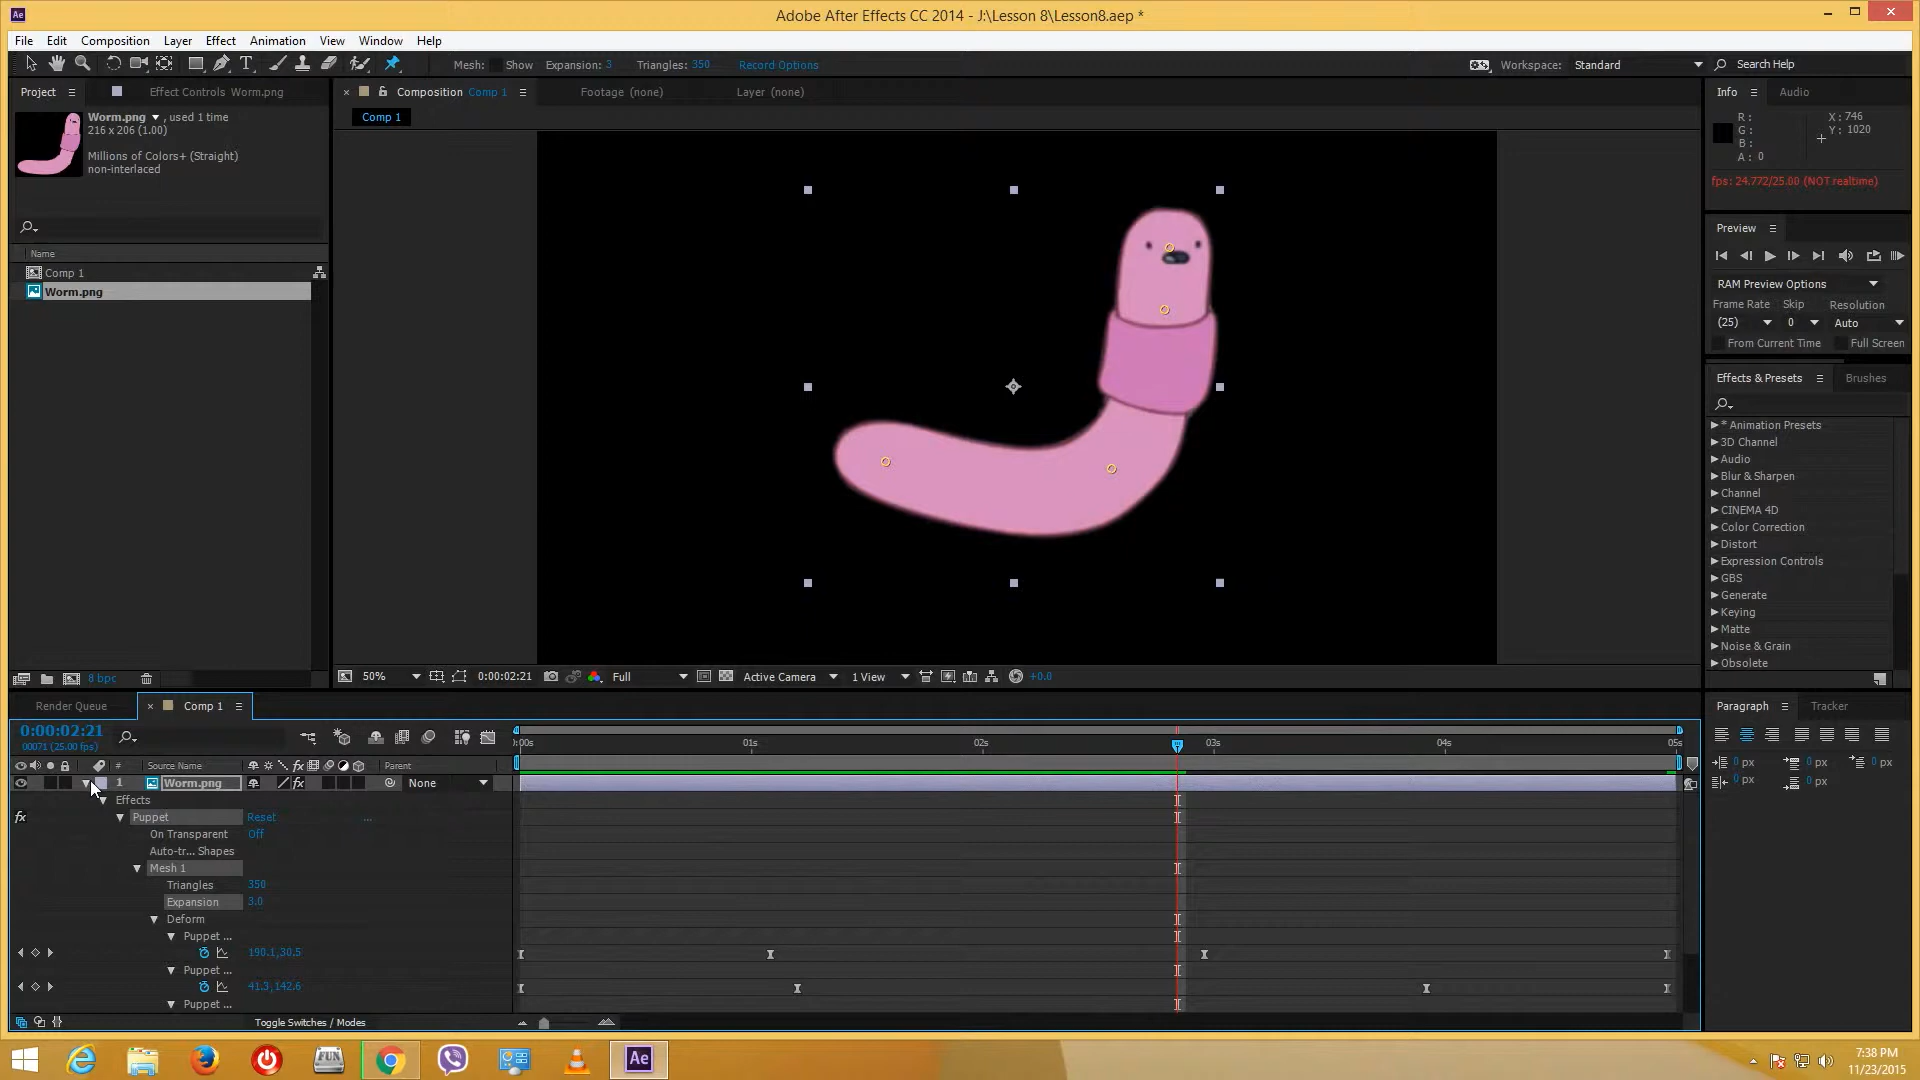 Ae
Adobe After Effects CC 2014 - J:\Lesson 8\Lesson8.aep *
File Edit Composition Layer Effect Animation View Window Help
Mesh: Show Expansion: 3 Triangles: 350 Record Options Workspace: Standard Search Help
Project Effect Controls Worm.png Composition Comp 1 Footage (none) Layer (none) Info Audio
Worm.png , used 1 time
216 x 206 (1.00)
Millions of Colors+ (Straight)
non-interlaced
Comp 1
R :
G :
B :
A : 0
X : 746
Y : 1020
fps: 24.772/25.00 (NOT realtime)
Name
Comp 1
Worm.png
Preview
RAM Preview Options
Frame Rate Skip Resolution
(25) 0 Auto
From Current Time Full Screen
Effects & Presets Brushes
* Animation Presets
3D Channel
Audio
Blur & Sharpen
Channel
CINEMA 4D
Color Correction
Distort
Expression Controls
GBS
Generate
Keying
Matte
Noise & Grain
Obsolete
8 bpc
50% 0:00:02:21 Full Active Camera 1 View +0.0
Render Queue Comp 1
Paragraph Tracker
0:00:02:21
00071 (25.00 fps)
:00s 01s 02s 03s 04s 05s
# Source Name Parent
1 Worm.png fx None
Effects
fx Puppet Reset ...
On Transparent Off
Auto-tr... Shapes
Mesh 1
Triangles 350
Expansion 3.0
Deform
Puppet ...
190.1,30.5
Puppet ...
41.3,142.6
Puppet ...
Toggle Switches / Modes
0 px 0 px 0 px
0 px 0 px
FUN
Ae
7:38 PM
11/23/2015